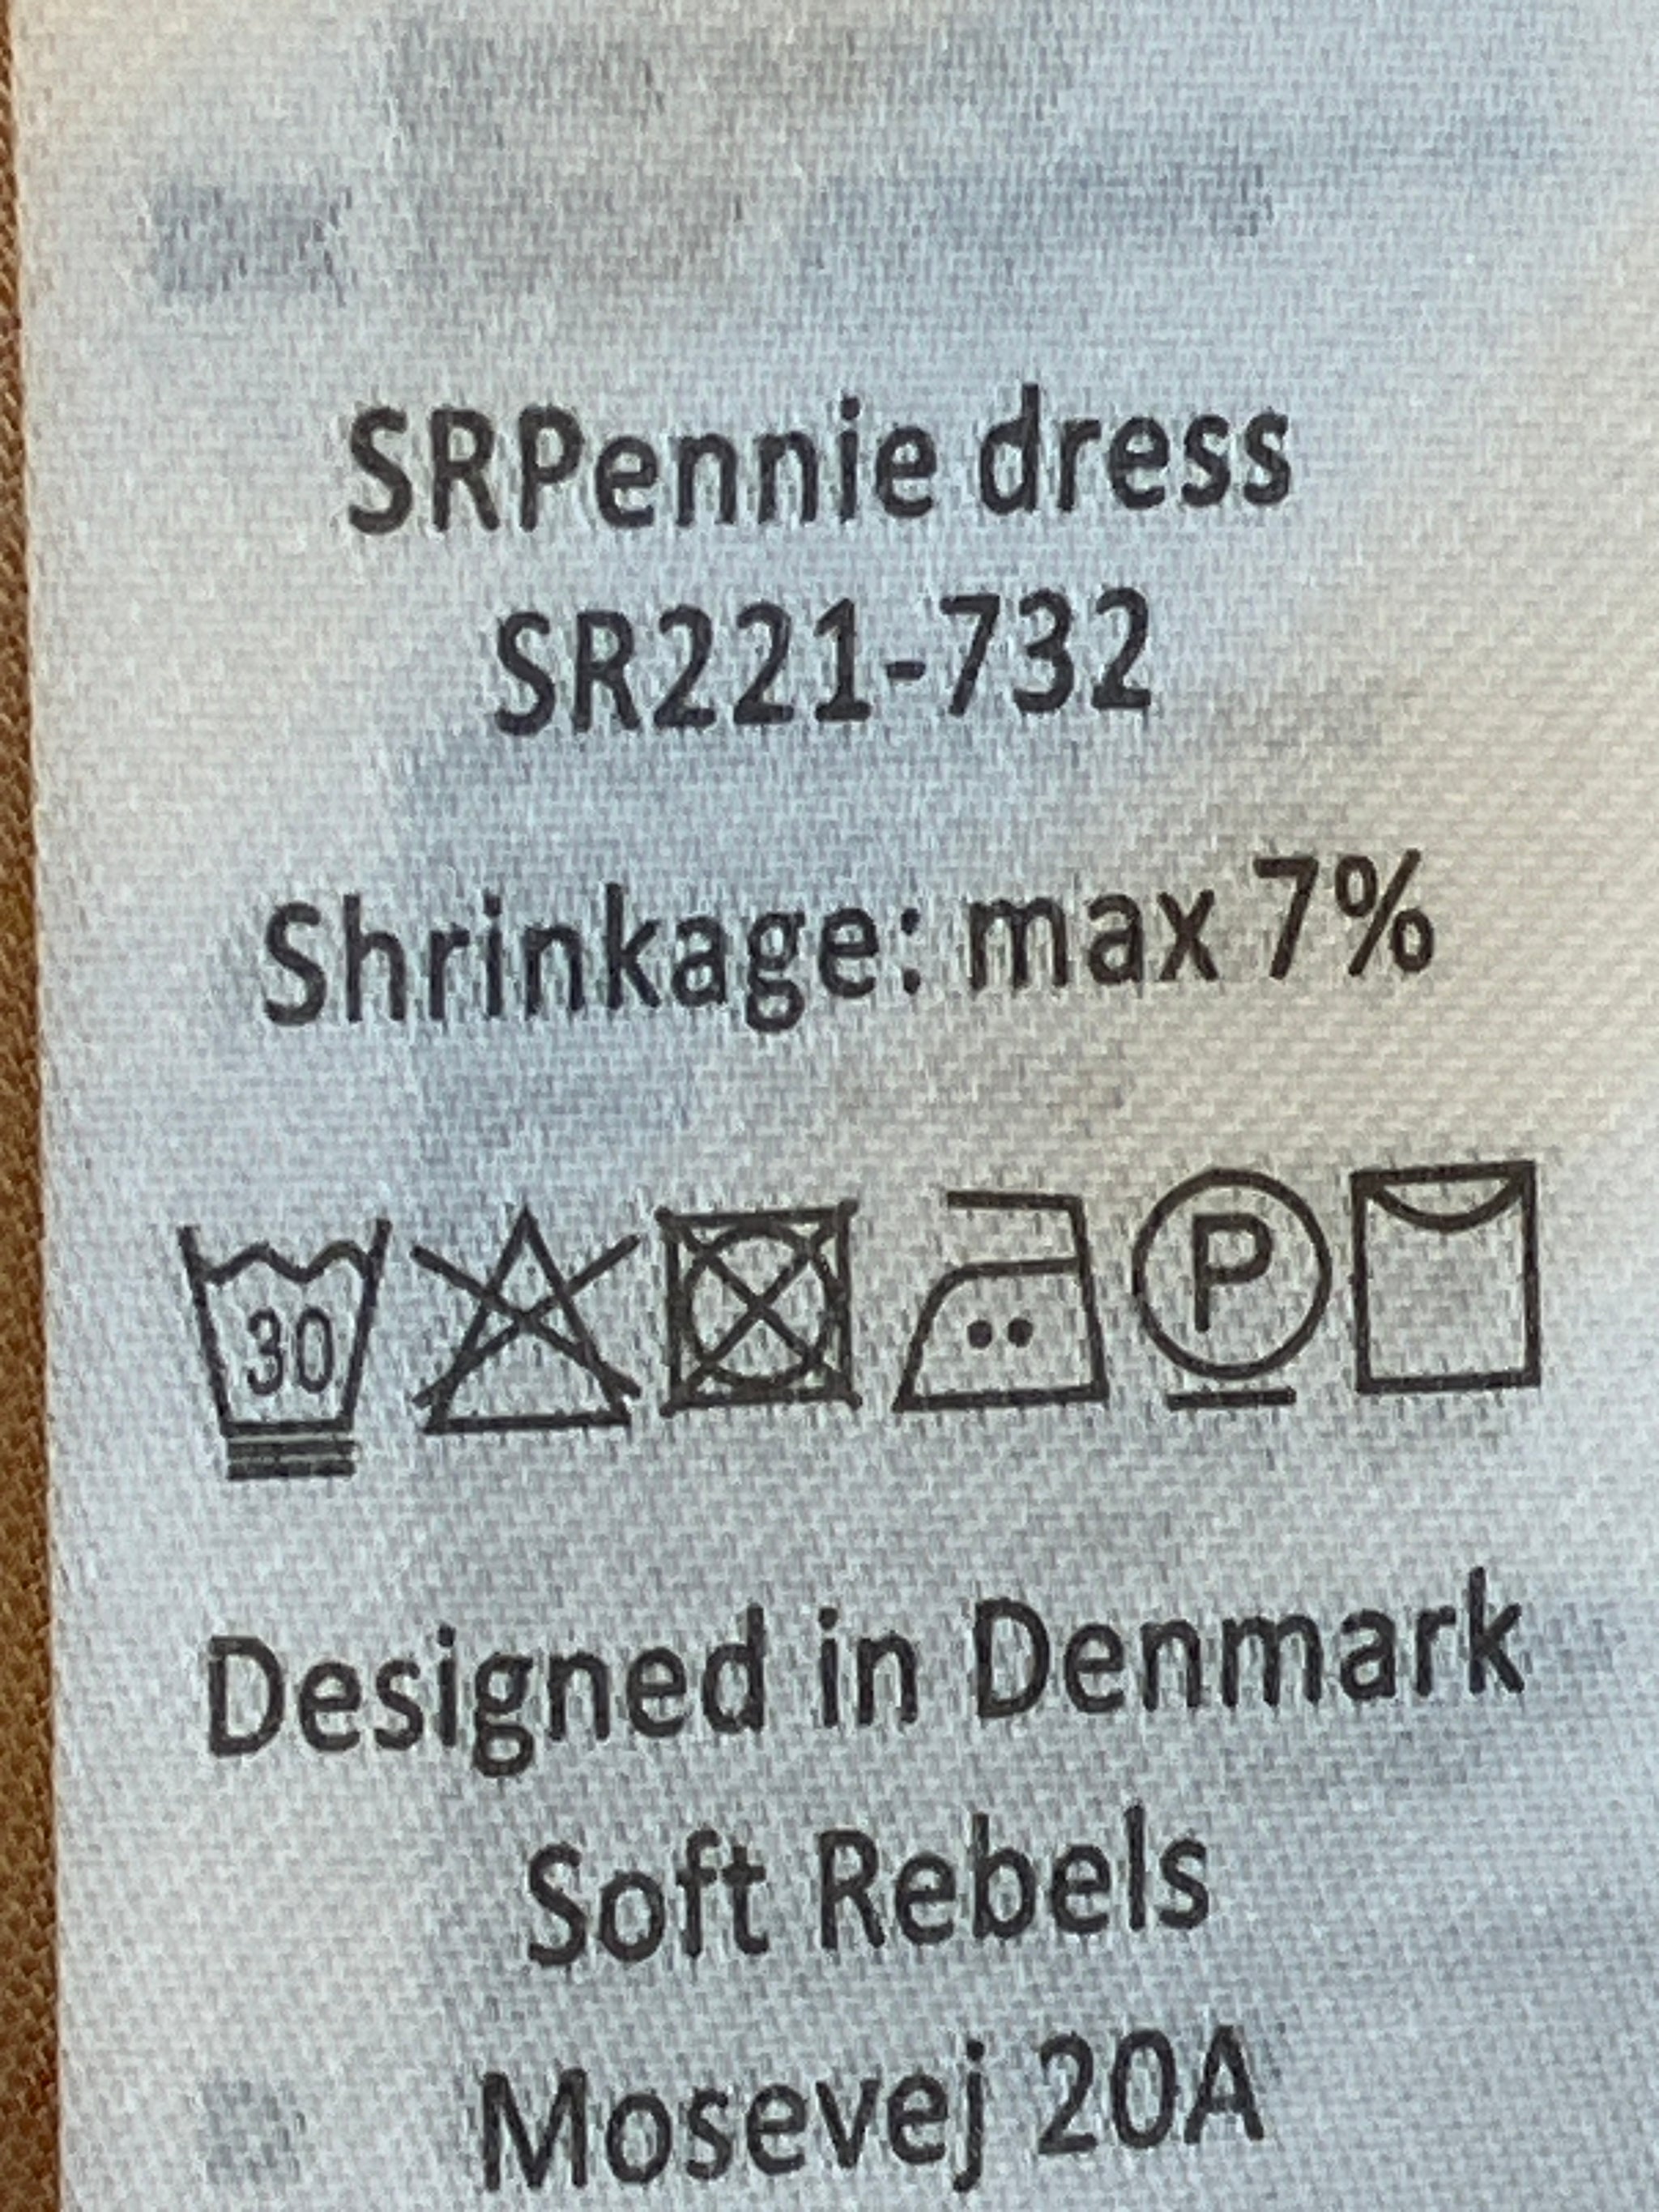 SRPennie dress
SR221-732
Shrinkage: max 7%
30 P
Designed in Denmark
Soft Rebels
Mosevej 20A